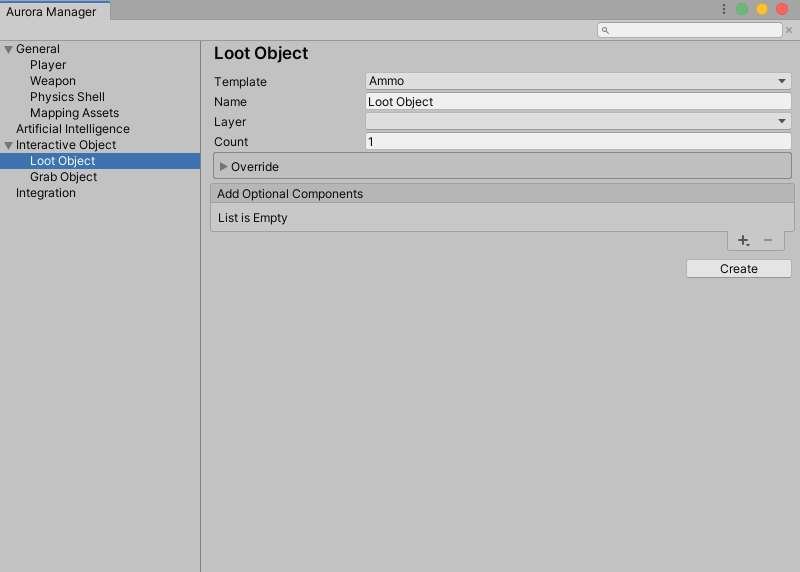 Aurora Manager
General
Player
Weapon
Physics Shell
Mapping Assets
Artificial Intelligence
Interactive Object
Loot Object
Grab Object
Integration
Loot Object
Template Ammo
Name Loot Object
Layer
Count 1
Override
Add Optional Components
List is Empty
Create